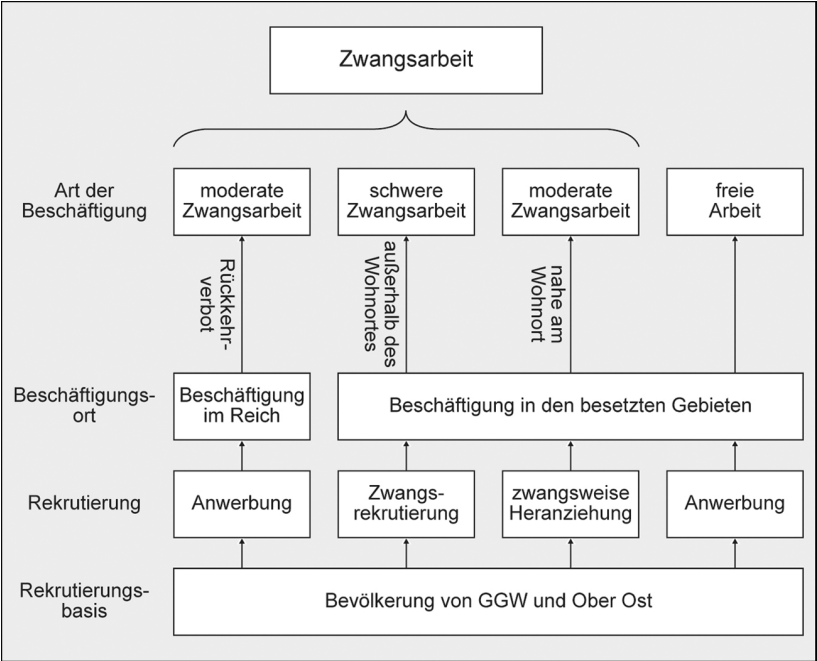 Zwangsarbeit
Art der
Beschäftigung
moderate
Zwangsarbeit
schwere
Zwangsarbeit
moderate
Zwangsarbeit
freie
Arbeit
Rückkehr-
verbot
außerhalb des
Wohnortes
nahe am
Wohnort
Beschäftigungs-
ort
Beschäftigung
im Reich
Beschäftigung in den besetzten Gebieten
Rekrutierung
Anwerbung
Zwangs-
rekrutierung
zwangsweise
Heranziehung
Anwerbung
Rekrutierungs-
basis
Bevölkerung von GGW und Ober Ost